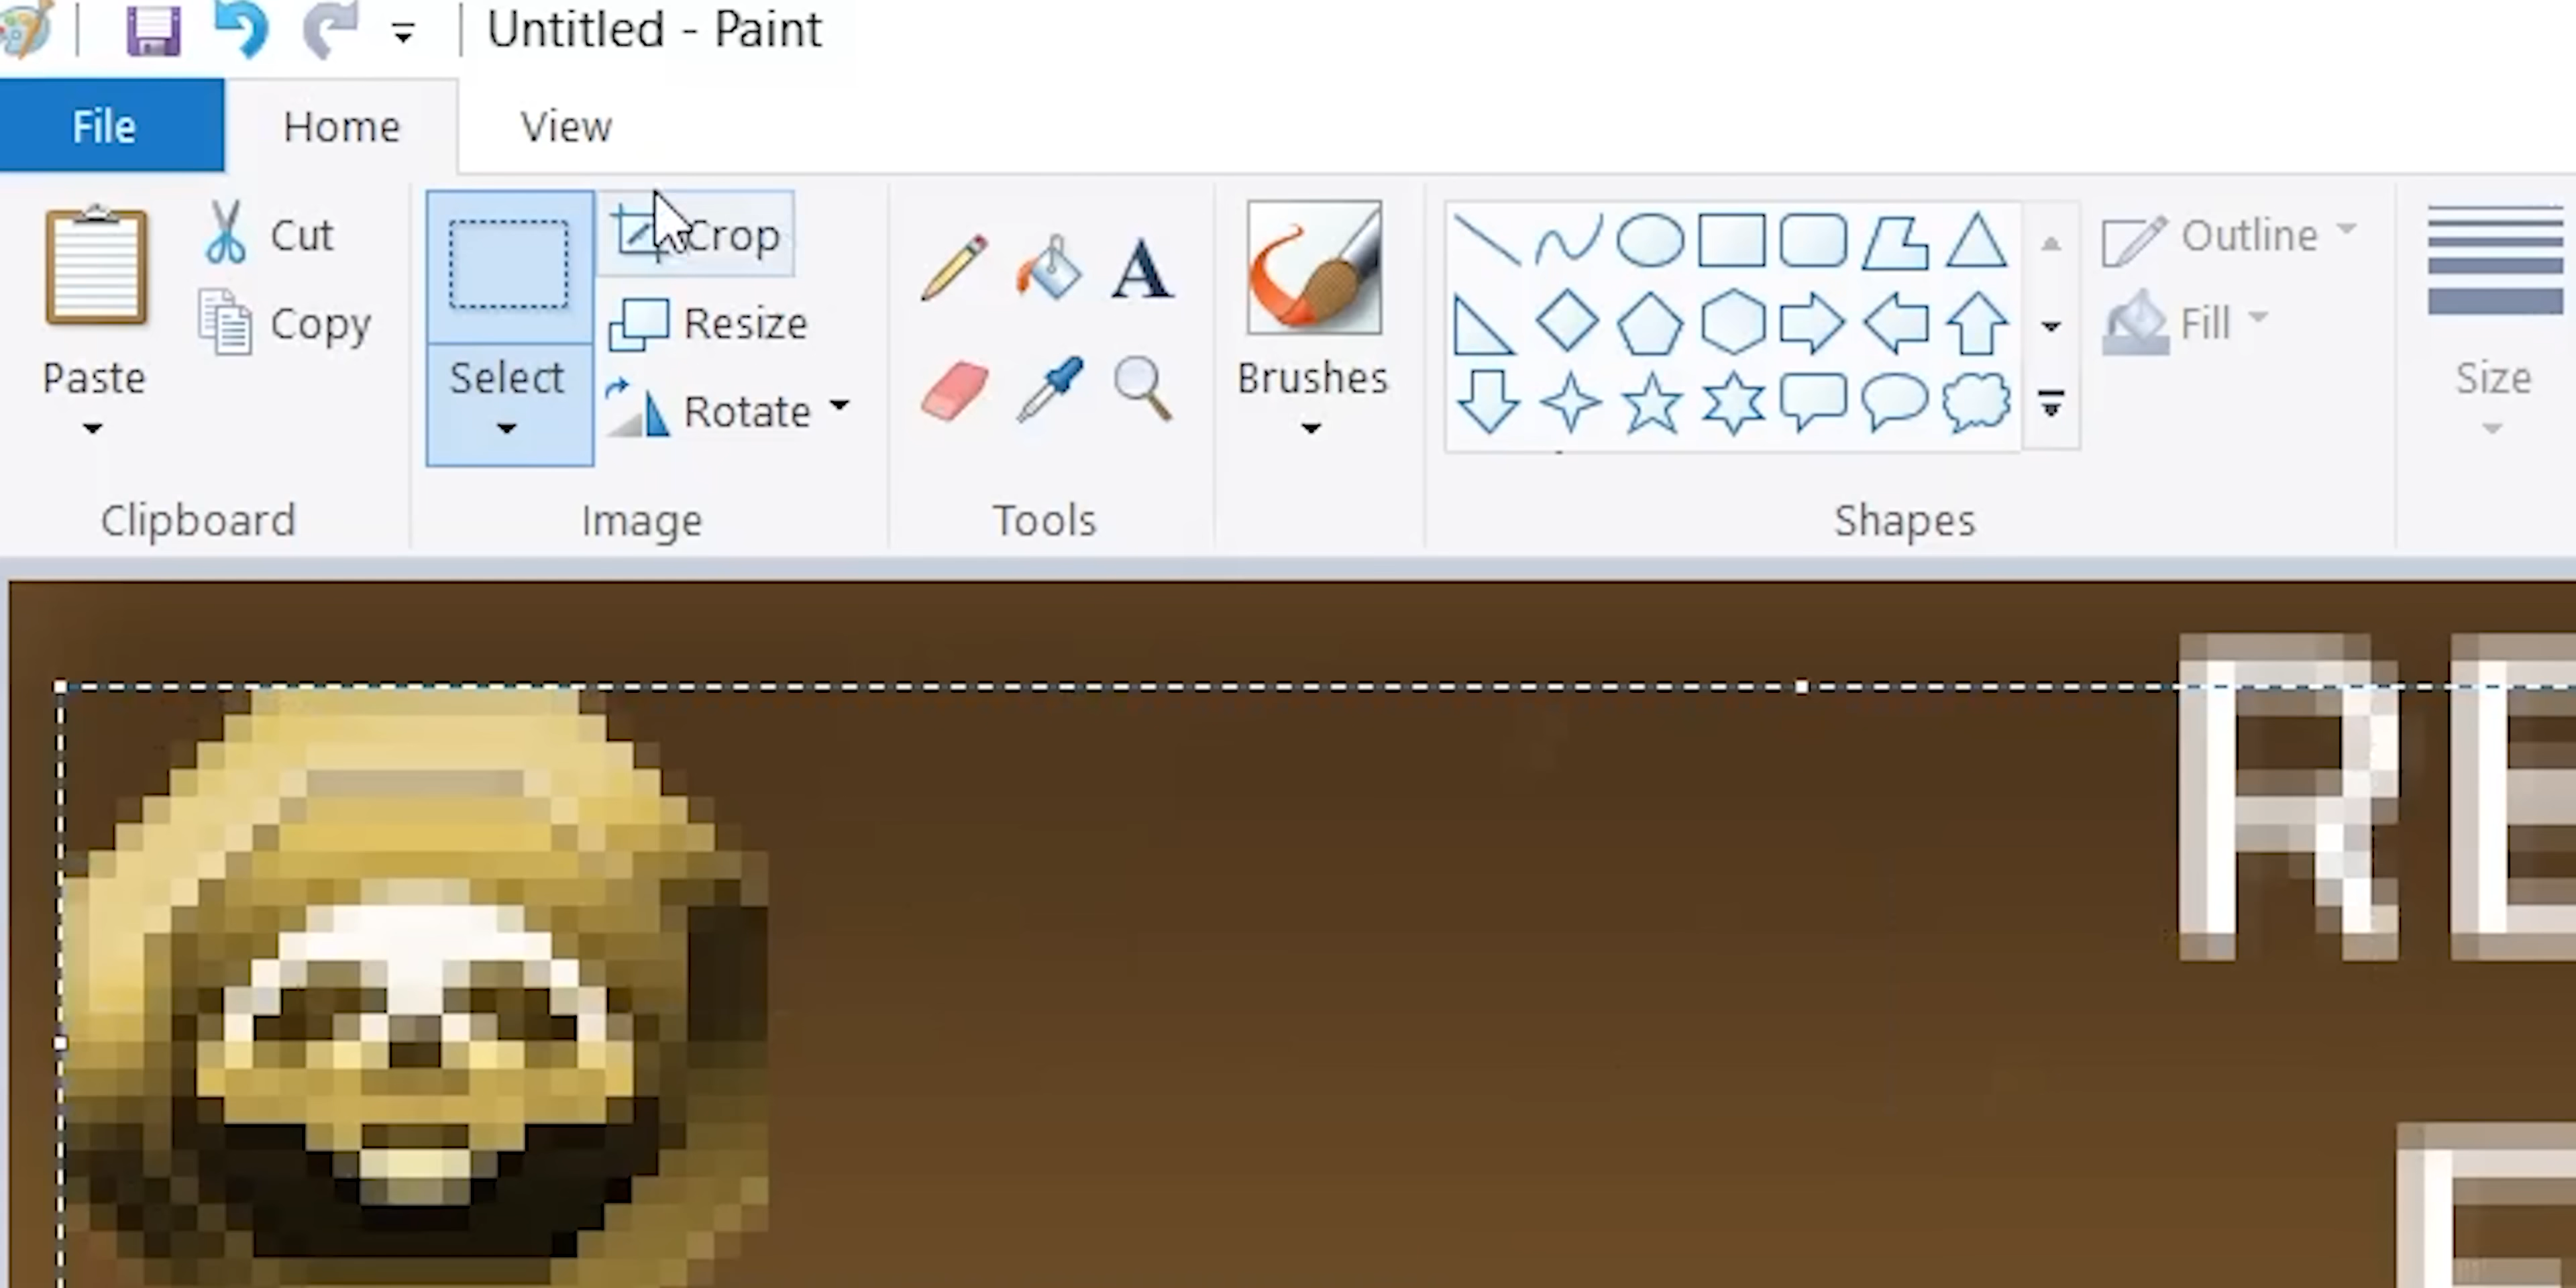 Untitled - Paint
File Home View
Cut Crop Outline
Copy Resize Fill
Paste Select Rotate Brushes Size
Clipboard Image Tools Shapes
RE